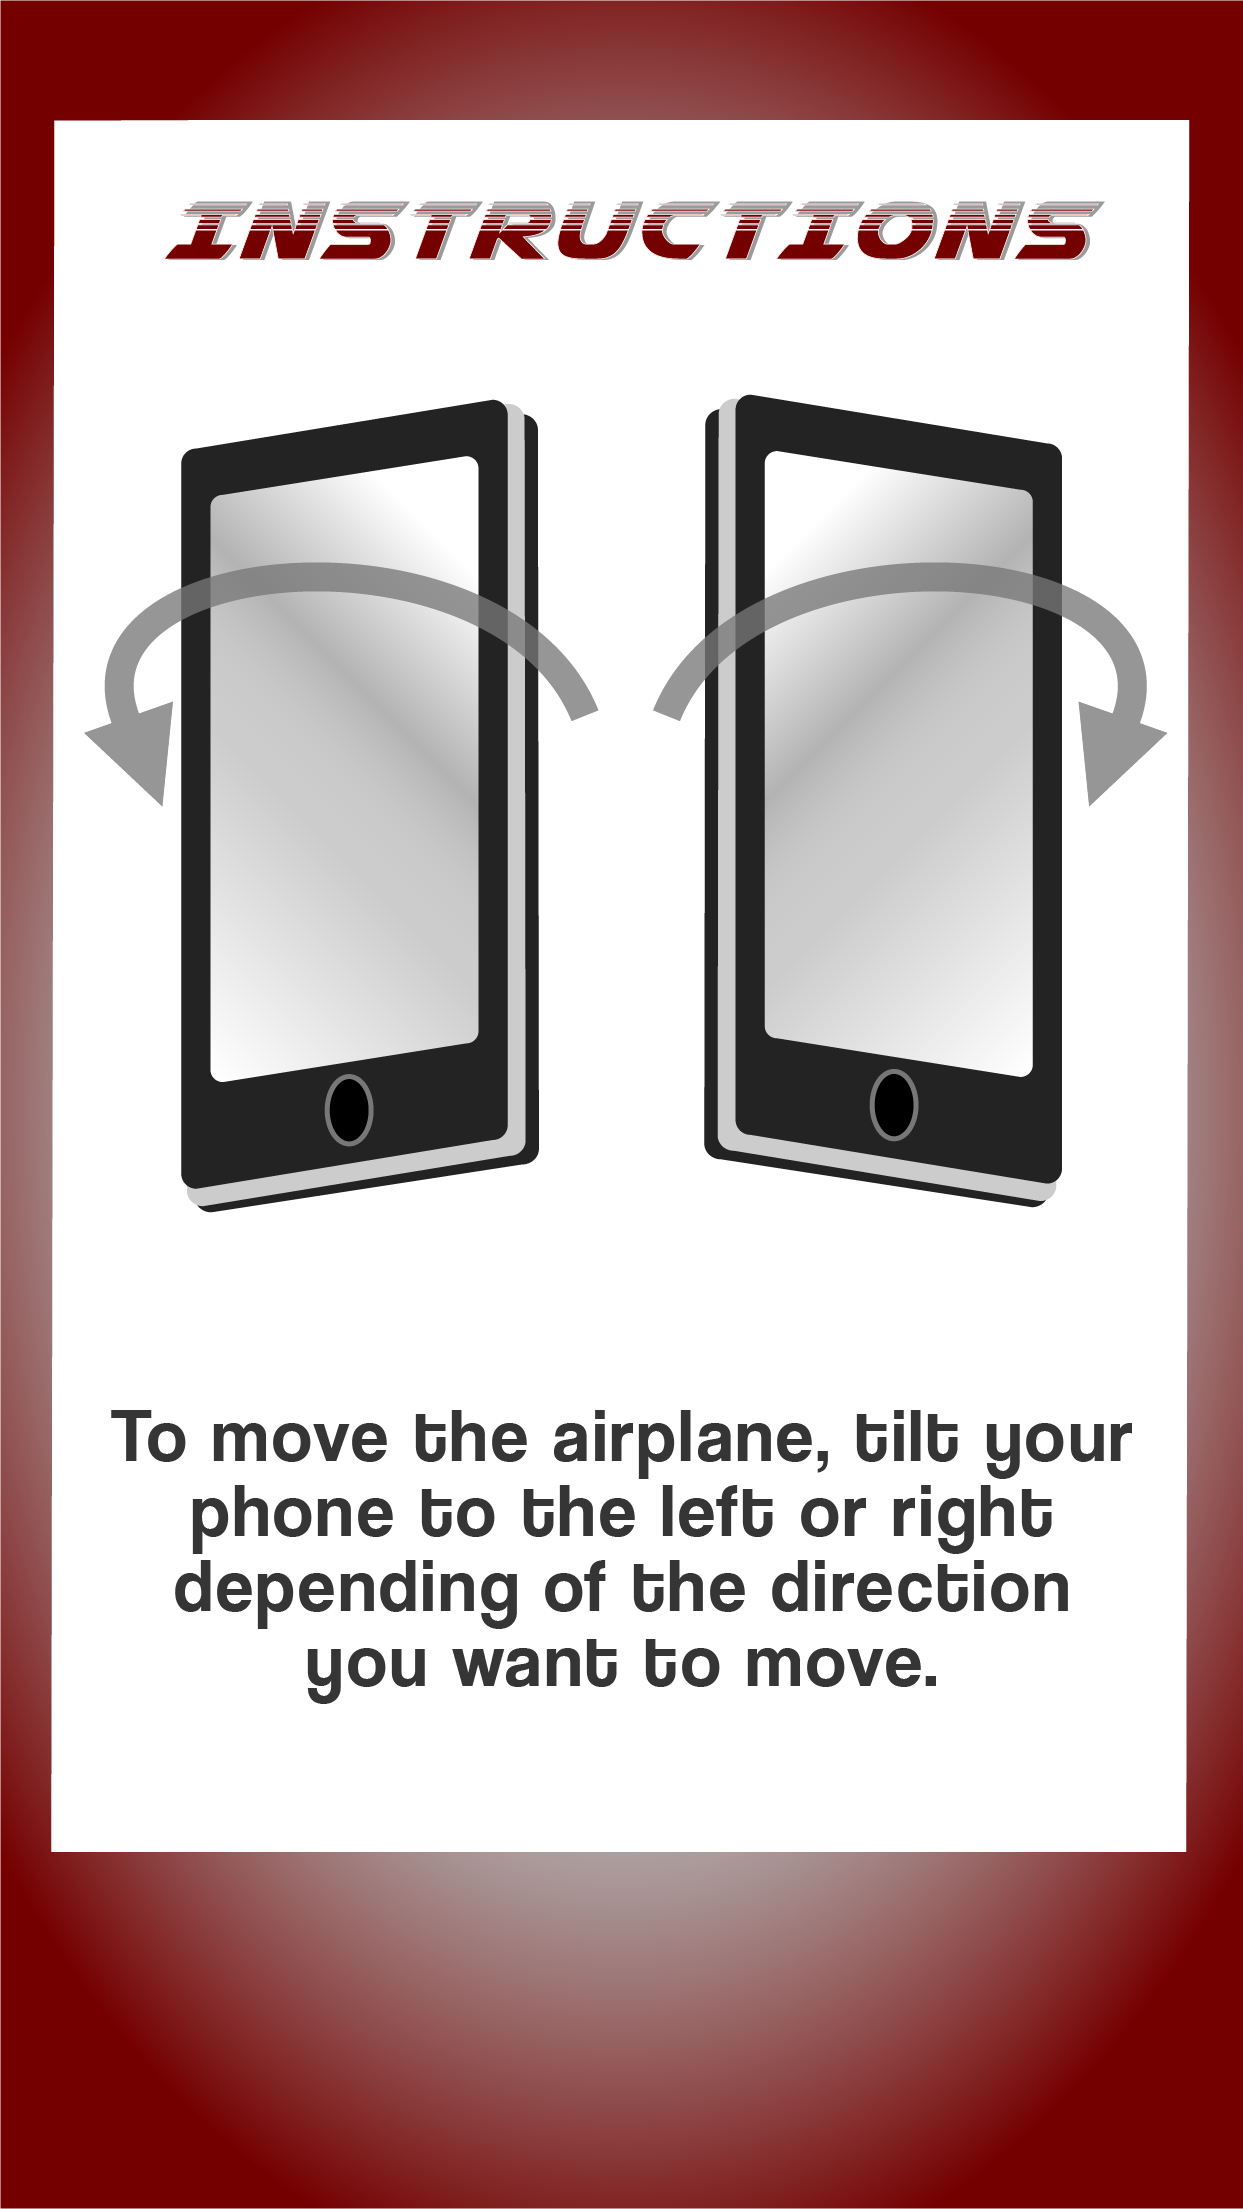 INSTRUCTIONS
To move the airplane, tilt your
phone to the left or right
depending of the direction
you want to move.